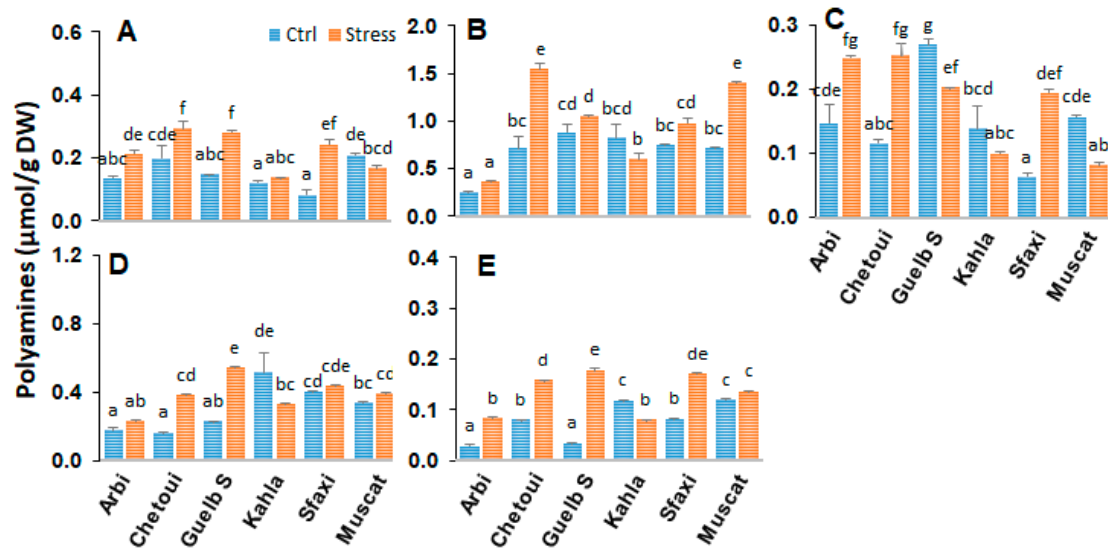 Polyamines (µmol/g DW)
A
Ctrl Stress
0.6
0.4
0.2
0.0
abc de cde f abc f a abc a ef de bcd
B
2.0
1.5
1.0
0.5
0.0
a a bc e cd d bcd b bc cd bc e
C
0.3
0.2
0.1
0.0
cde fg abc fg g ef bcd abc a def cde ab
Arbi Chetoui Guelb S Kahla Sfaxi Muscat
D
1.2
0.8
0.4
0.0
a ab a cd ab e de bc cd cde bc cd
Arbi Chetoui Guelb S Kahla Sfaxi Muscat
E
0.4
0.3
0.2
0.1
0.0
a b b d a e c b b de c c
Arbi Chetoui Guelb S Kahla Sfaxi Muscat